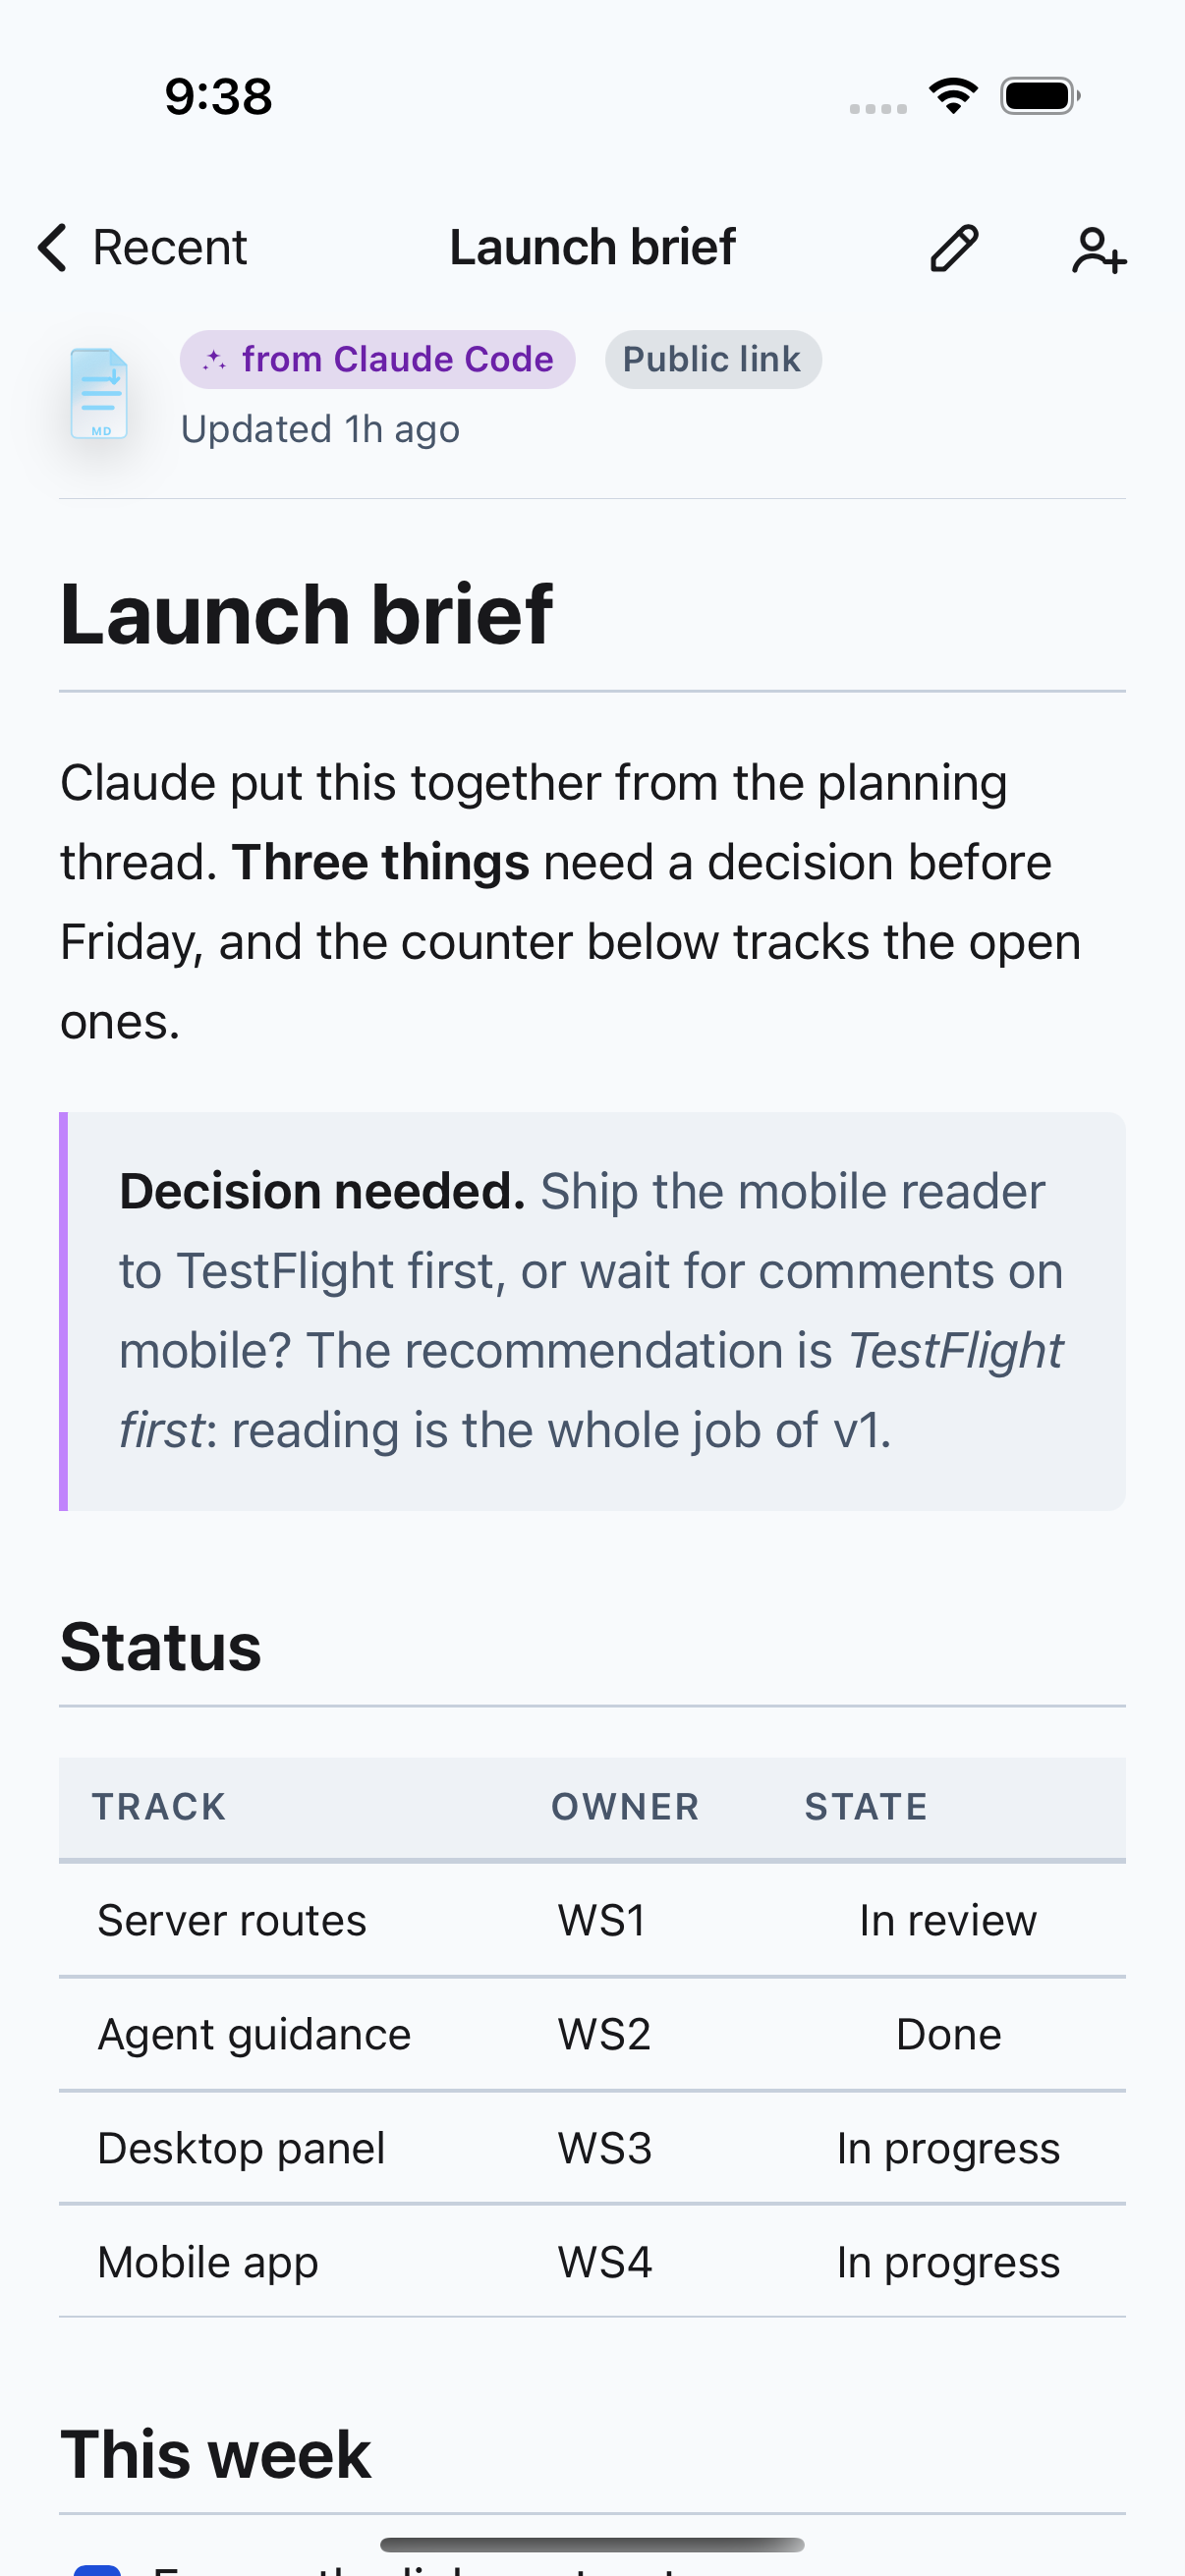 9:38
Recent
Launch brief
from Claude Code
Public link
MD
Updated 1h ago
Launch brief
Claude put this together from the planning
thread. Three things need a decision before
Friday, and the counter below tracks the open
ones.
Decision needed. Ship the mobile reader
to TestFlight first, or wait for comments on
mobile? The recommendation is TestFlight
first: reading is the whole job of v1.
Status
TRACK OWNER STATE
Server routes WS1 In review
Agent guidance WS2 Done
Desktop panel WS3 In progress
Mobile app WS4 In progress
This week